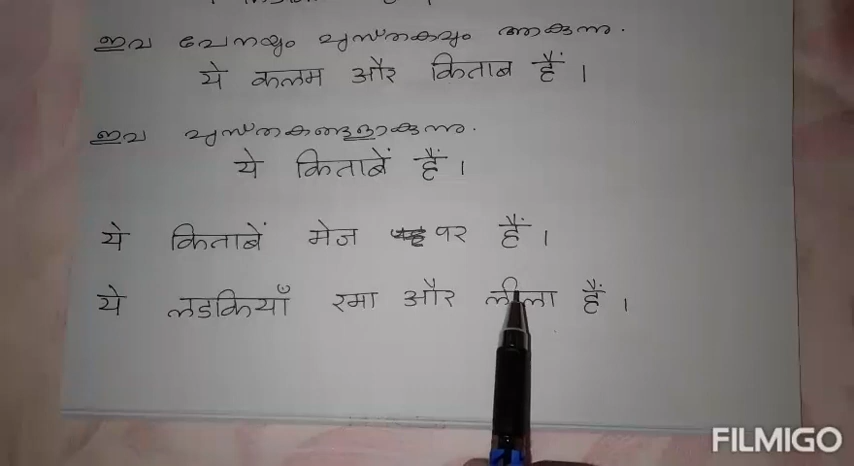 ഇവ പേനയും പുസ്തകവും ആകുന്നു.
ये कलम और किताब हैं ।
ഇവ പുസ്തകങ്ങളാകുന്നു.
ये किताबें हैं ।
ये किताबें मेज पर हैं ।
ये लडकियाँ रमा और लीला हैं ।
FILMIGO